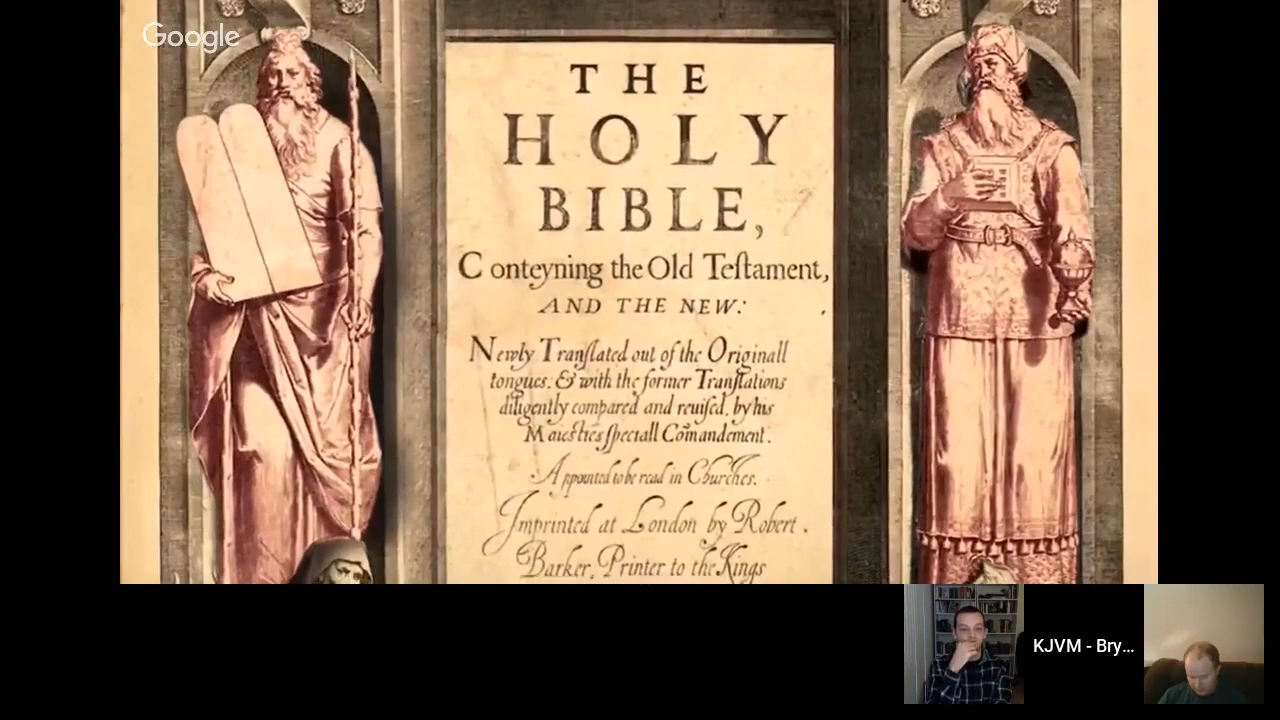 Google
THE
HOLY
BIBLE,
Conteyning the Old Teſtament,
AND THE NEW:
Newly Tranſlated out of the Originall
tongues. & with the former Tranſlations
diligently compared and reuiſed, by his
Maieſties ſpeciall Comandement.
Appointed to be read in Churches.
Imprinted at London by Robert.
Barker, Printer to the Kings
KJVM - Bry...